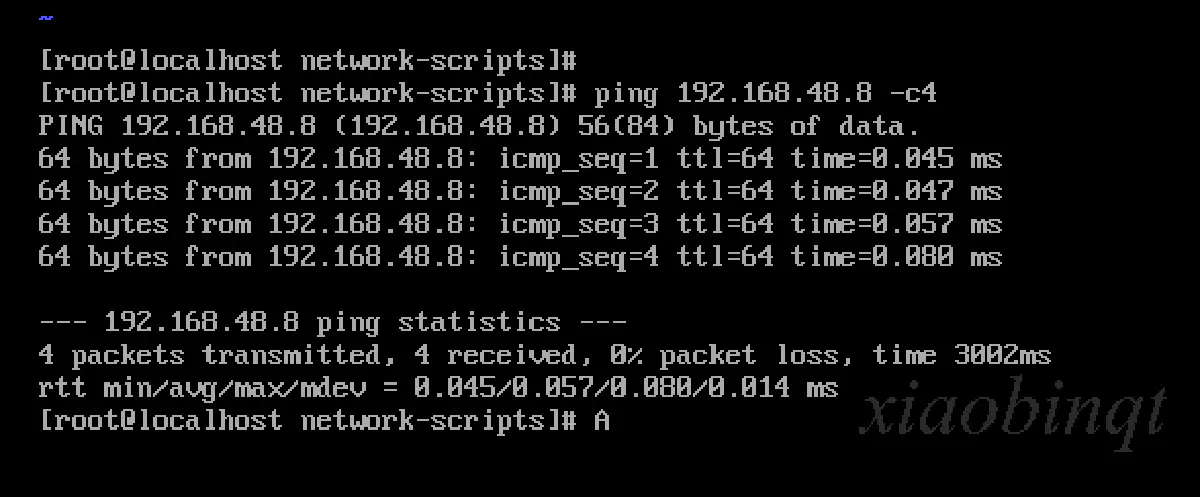 ~
[root@localhost network-scripts]#
[root@localhost network-scripts]# ping 192.168.48.8 -c4
PING 192.168.48.8 (192.168.48.8) 56(84) bytes of data.
64 bytes from 192.168.48.8: icmp_seq=1 ttl=64 time=0.045 ms
64 bytes from 192.168.48.8: icmp_seq=2 ttl=64 time=0.047 ms
64 bytes from 192.168.48.8: icmp_seq=3 ttl=64 time=0.057 ms
64 bytes from 192.168.48.8: icmp_seq=4 ttl=64 time=0.080 ms
--- 192.168.48.8 ping statistics ---
4 packets transmitted, 4 received, 0% packet loss, time 3002ms
rtt min/avg/max/mdev = 0.045/0.057/0.080/0.014 ms
[root@localhost network-scripts]# A
xiaobinqt